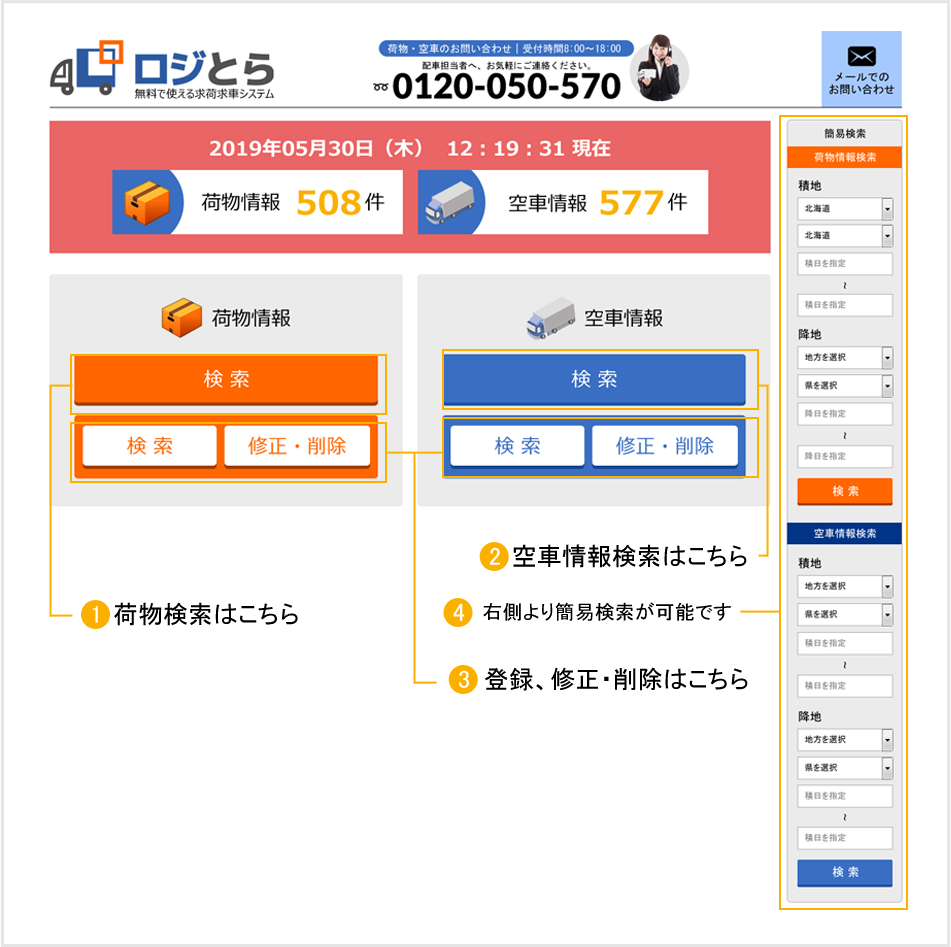 ロジとら
無料で使える求荷求車システム
荷物・空車のお問い合わせ｜受付時間8:00～18:00
配車担当者へ、お気軽にご連絡ください。
0120-050-570
メールでの
お問い合わせ
2019年05月30日（木） 12：19：31 現在
荷物情報 508件
空車情報 577件
荷物情報
検 索
検 索
修正・削除
空車情報
検 索
検 索
修正・削除
2 空車情報検索はこちら
1 荷物検索はこちら
4 右側より簡易検索が可能です
3 登録、修正・削除はこちら
簡易検索
荷物情報検索
積地
北海道
北海道
積日を指定
～
積日を指定
降地
地方を選択
県を選択
降日を指定
～
降日を指定
検 索
空車情報検索
積地
地方を選択
県を選択
積日を指定
～
積日を指定
降地
地方を選択
県を選択
積日を指定
～
積日を指定
検 索